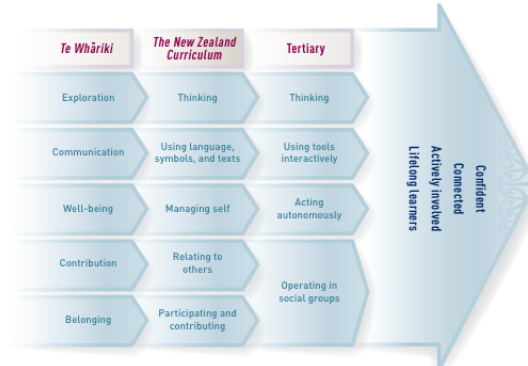 Te Whāriki
The New Zealand
Curriculum
Tertiary
Exploration
Thinking
Thinking
Communication
Using language,
symbols, and texts
Using tools
interactively
Well-being
Managing self
Acting
autonomously
Contribution
Relating to
others
Operating in
social groups
Belonging
Participating and
contributing
Confident
Connected
Actively involved
Lifelong learners